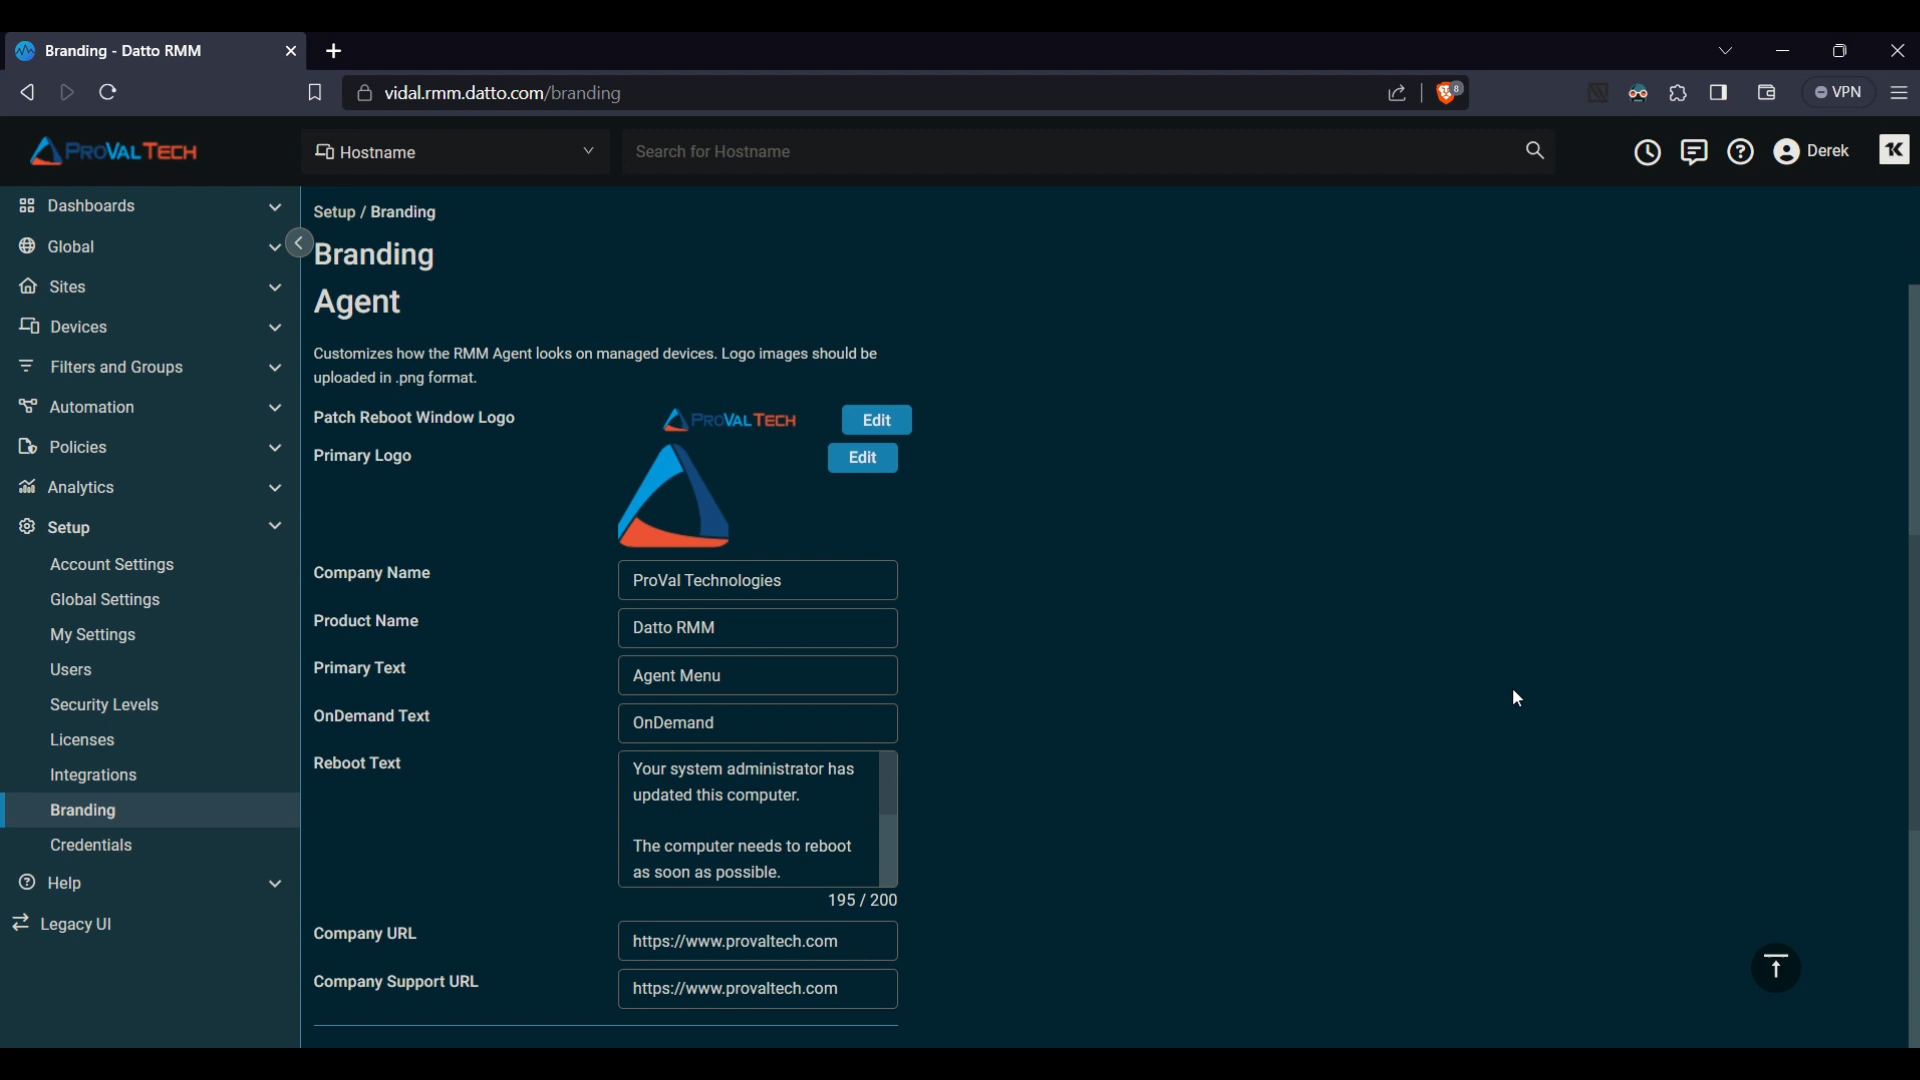 Branding - Datto RMM
vidal.rmm.datto.com/branding
8
VPN
PROVALTECH
Hostname
Search for Hostname
Derek
K
Dashboards
Global
Sites
Devices
Filters and Groups
Automation
Policies
Analytics
Setup
Account Settings
Global Settings
My Settings
Users
Security Levels
Licenses
Integrations
Branding
Credentials
Help
Legacy UI
Setup / Branding
Branding
Agent
Customizes how the RMM Agent looks on managed devices. Logo images should be
uploaded in .png format.
Patch Reboot Window Logo
PROVALTECH
Edit
Primary Logo
Edit
Company Name
ProVal Technologies
Product Name
Datto RMM
Primary Text
Agent Menu
OnDemand Text
OnDemand
Reboot Text
Your system administrator has
updated this computer.
The computer needs to reboot
as soon as possible.
195 / 200
Company URL
https://www.provaltech.com
Company Support URL
https://www.provaltech.com